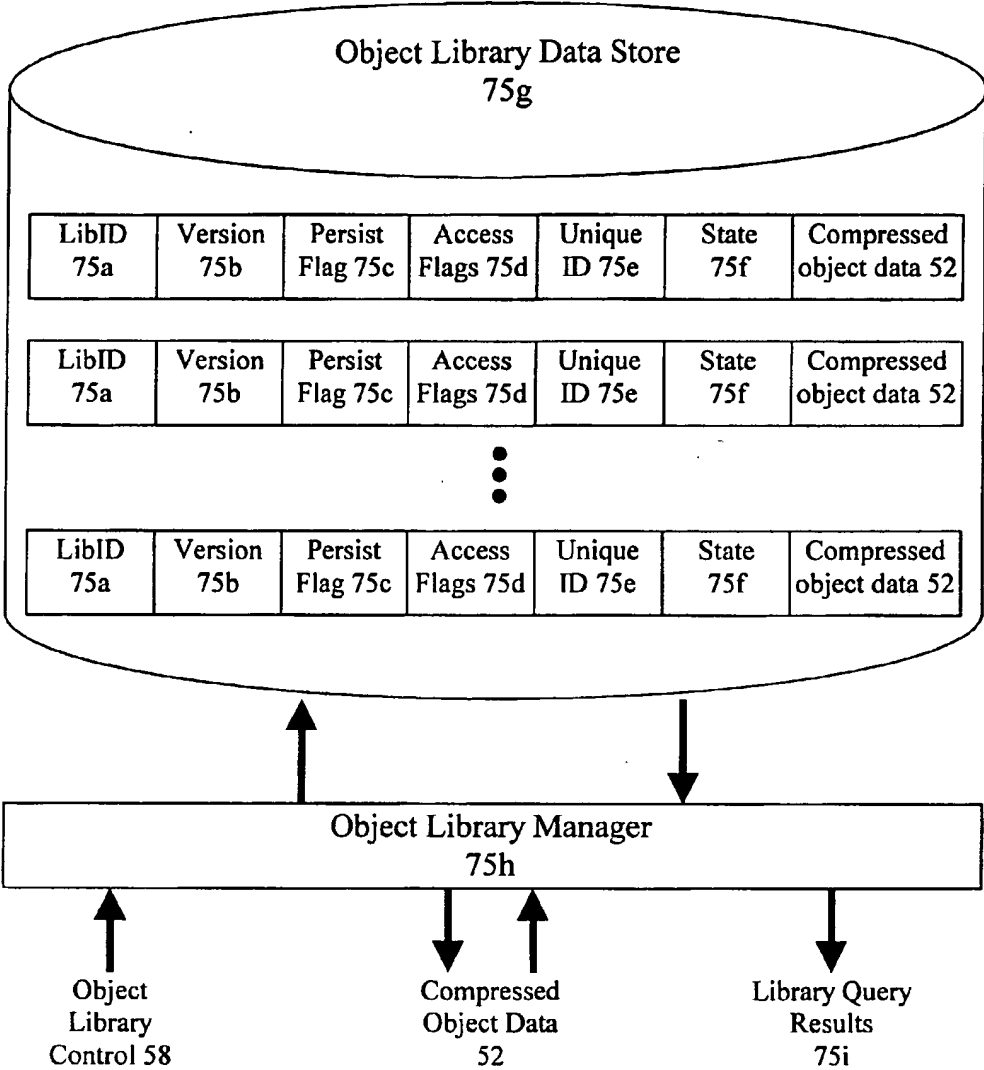 Object Library Data Store
75g
LibID Version Persist Access Unique State Compressed
75a 75b Flag 75c Flags 75d ID 75e 75f object data 52
LibID Version Persist Access Unique State Compressed
75a 75b Flag 75c Flags 75d ID 75e 75f object data 52
LibID Version Persist Access Unique State Compressed
75a 75b Flag 75c Flags 75d ID 75e 75f object data 52
Object Library Manager
75h
Object Compressed Library Query
Library Object Data Results
Control 58 52 75i